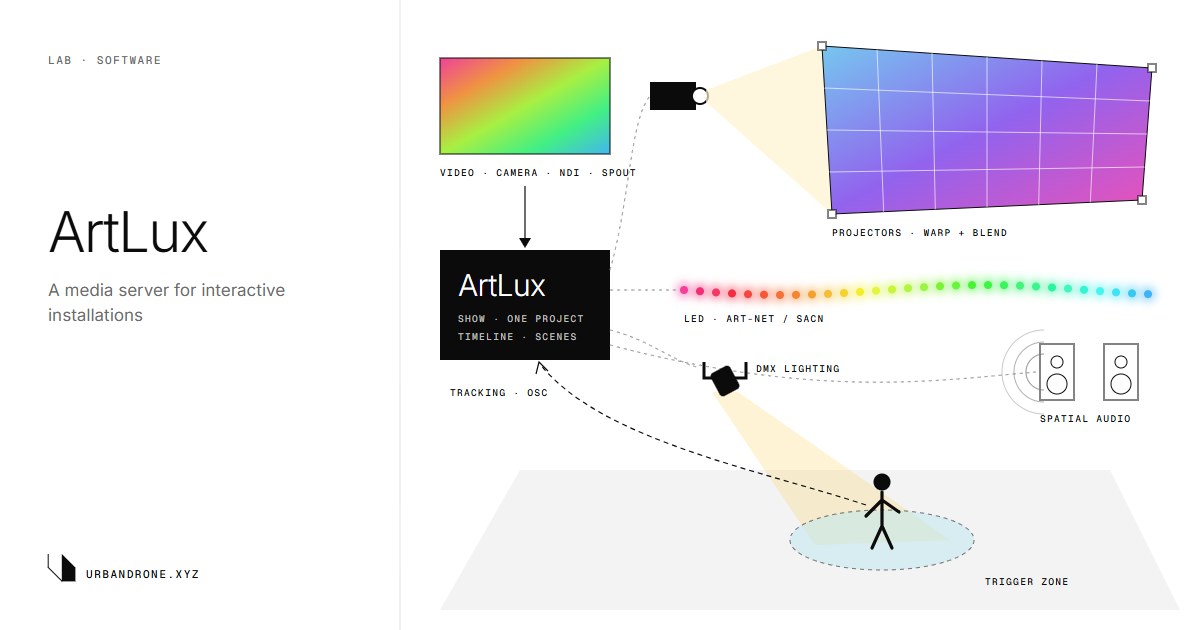 LAB · SOFTWARE
ArtLux
A media server for interactive
installations
URBANDRONE.XYZ
VIDEO · CAMERA · NDI · SPOUT
PROJECTORS · WARP + BLEND
ArtLux
SHOW · ONE PROJECT
TIMELINE · SCENES
LED · ART-NET / SACN
DMX LIGHTING
TRACKING · OSC
SPATIAL AUDIO
TRIGGER ZONE